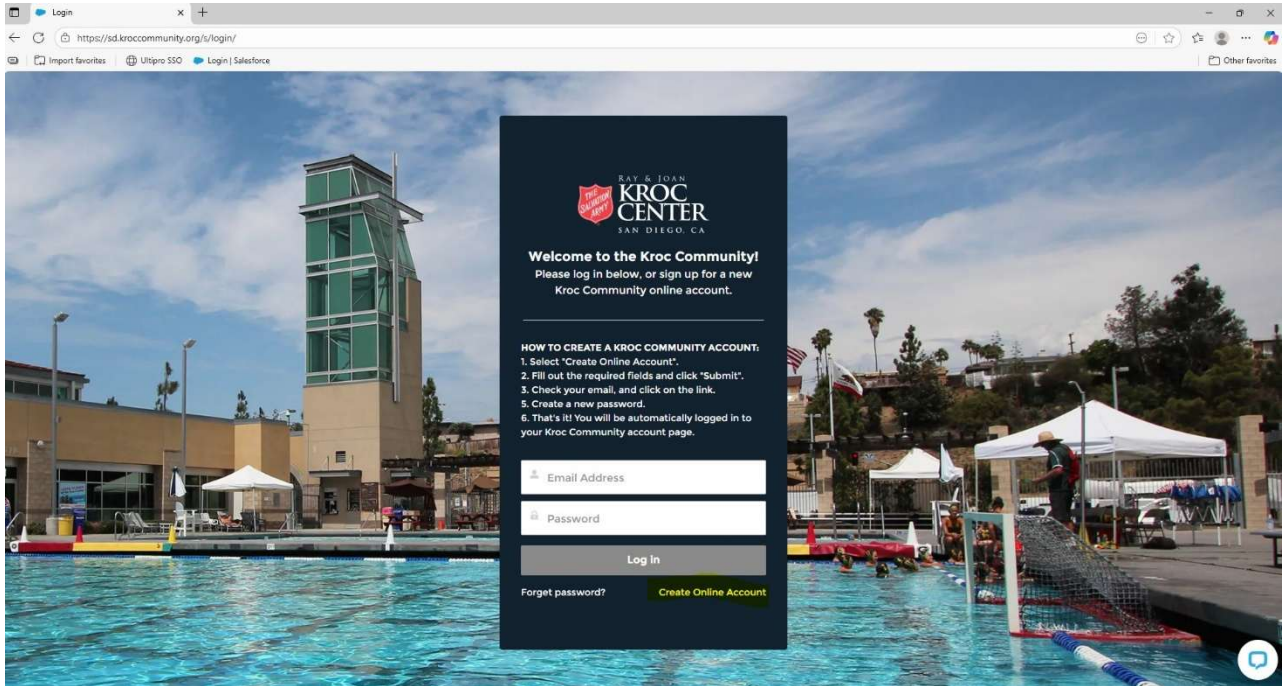 Login
https://sd.kroccommunity.org/s/login/
Import favorites
Ultipro SSO
Login | Salesforce
Other favorites
RAY & JOAN
KROC
CENTER
SAN DIEGO, CA
THE
SALVATION
ARMY
Welcome to the Kroc Community!
Please log in below, or sign up for a new
Kroc Community online account.
HOW TO CREATE A KROC COMMUNITY ACCOUNT:
1. Select "Create Online Account".
2. Fill out the required fields and click "Submit".
3. Check your email, and click on the link.
5. Create a new password.
6. That's it! You will be automatically logged in to
your Kroc Community account page.
Email Address
Password
Log in
Forget password?
Create Online Account